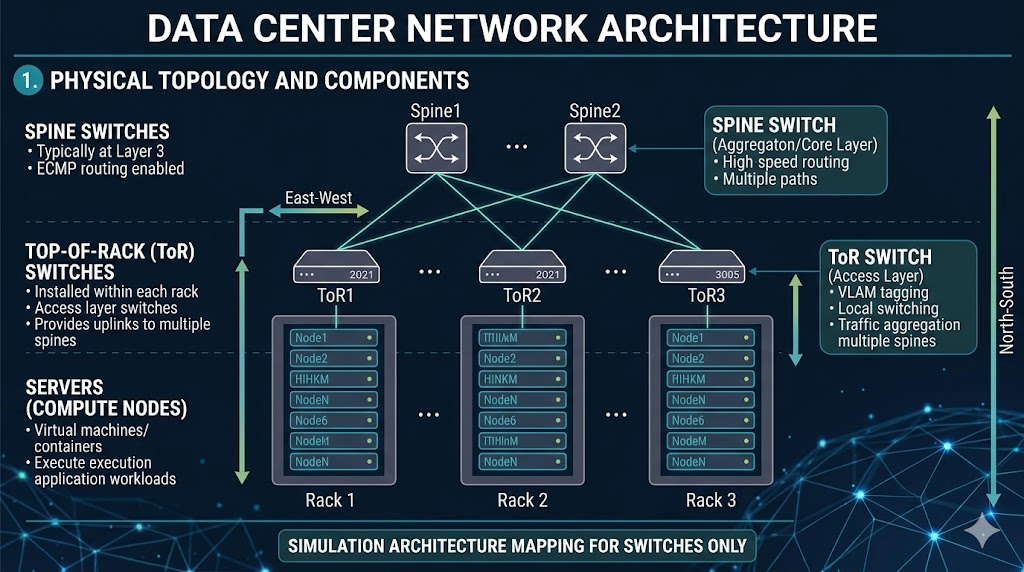 DATA CENTER NETWORK ARCHITECTURE
1. PHYSICAL TOPOLOGY AND COMPONENTS
SPINE SWITCHES
• Typically at Layer 3
• ECMP routing enabled
Spine1
...
Spine2
SPINE SWITCH
(Aggregaton/Core Layer)
• High speed routing
• Multiple paths
East-West
TOP-OF-RACK (ToR)
SWITCHES
• Installed within each rack
• Access layer switches
• Provides uplinks to multiple
spines
2021
...
2021
...
3005
ToR1
ToR2
ToR3
ToR SWITCH
(Access Layer)
• VLAM tagging
• Local switching
• Traffic aggregation
multiple spines
North-South
SERVERS
(COMPUTE NODES)
• Virtual machines/
containers
• Execute execution
application workloads
Node1
Node2
HIHKM
NodeN
Node6
NodeM
NodeN
Rack 1
...
Node2
HINKM
NodeN
Node6
NodeN
Rack 2
...
Node1
Node2
HIHKM
NodeN
Node6
NodeM
NodeN
Rack 3
SIMULATION ARCHITECTURE MAPPING FOR SWITCHES ONLY